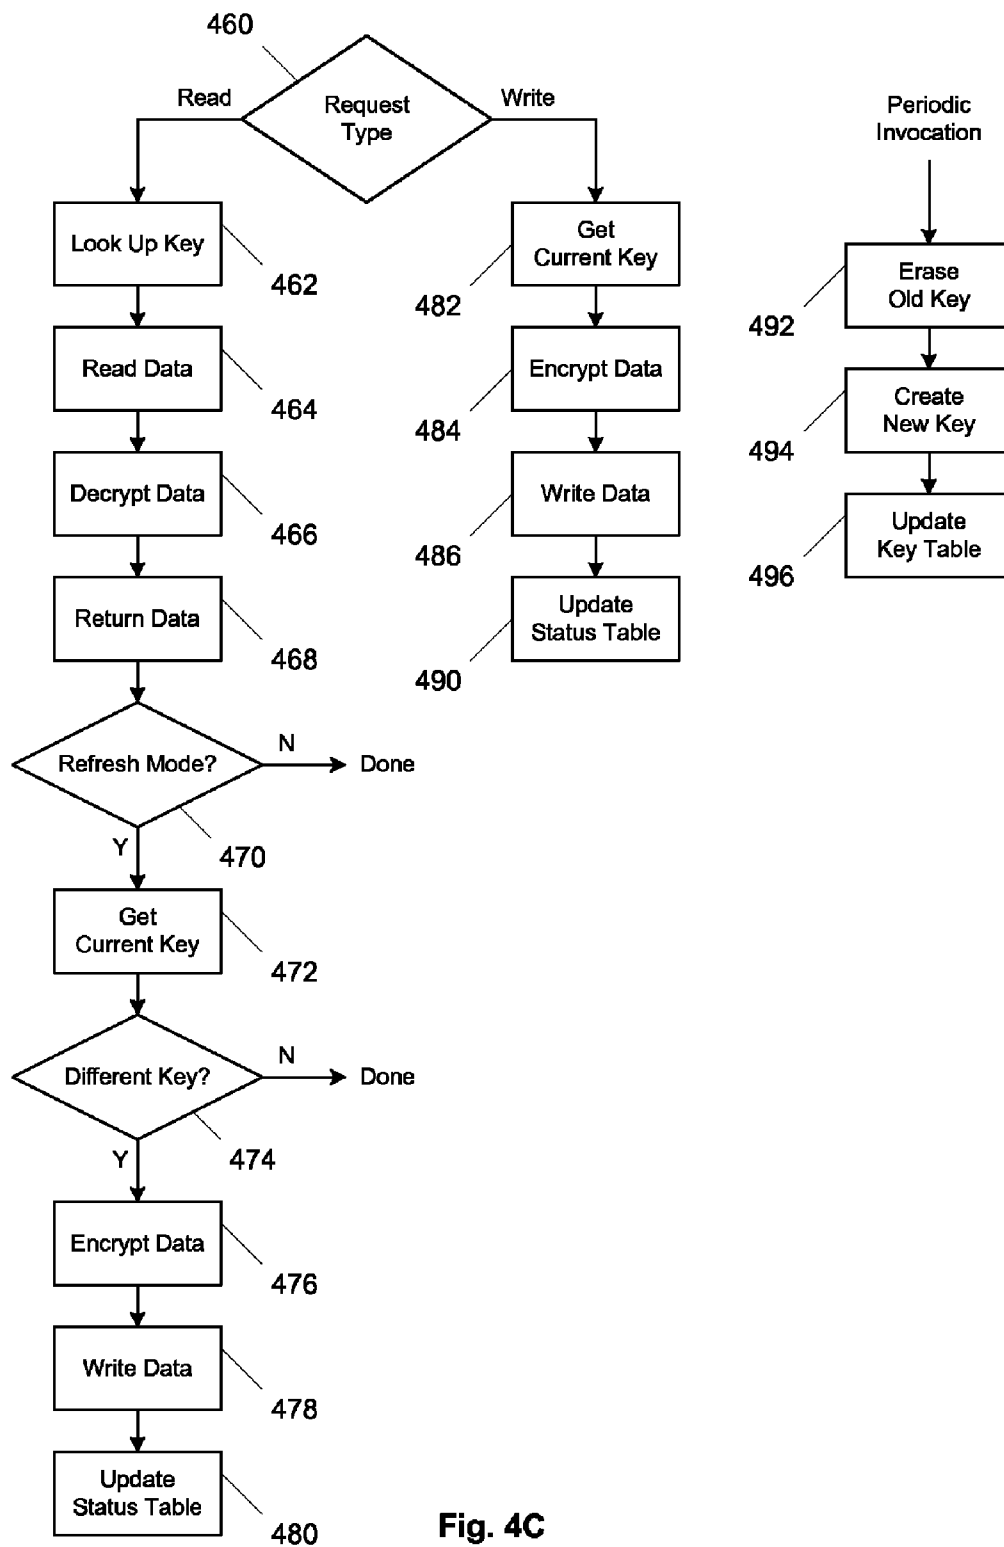 460
Read
Request
Type
Write
Look Up Key
462
Read Data
464
Decrypt Data
466
Return Data
468
Refresh Mode?
N
Done
470
Y
Get
Current Key
472
Different Key?
N
Done
474
Y
Encrypt Data
476
Write Data
478
Update
Status Table
480
Get
Current Key
482
Encrypt Data
484
Write Data
486
Update
Status Table
490
Periodic
Invocation
Erase
Old Key
492
Create
New Key
494
Update
Key Table
496
Fig. 4C